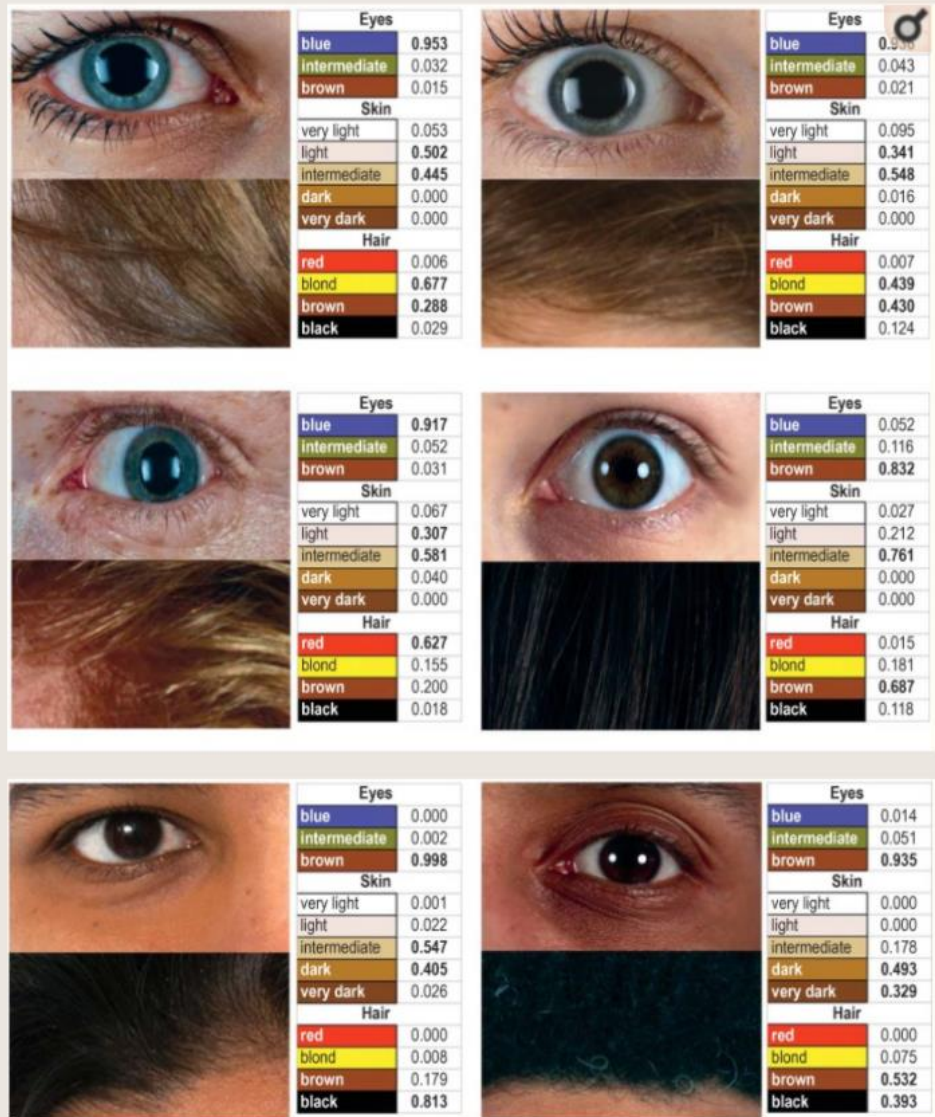 Eyes
blue 0.953
intermediate 0.032
brown 0.015
Skin
very light 0.053
light 0.502
intermediate 0.445
dark 0.000
very dark 0.000
Hair
red 0.006
blond 0.677
brown 0.288
black 0.029
Eyes
blue
intermediate 0.043
brown 0.021
Skin
very light 0.095
light 0.341
intermediate 0.548
dark 0.016
very dark 0.000
Hair
red 0.007
blond 0.439
brown 0.430
black 0.124
Eyes
blue 0.917
intermediate 0.052
brown 0.031
Skin
very light 0.067
light 0.307
intermediate 0.581
dark 0.040
very dark 0.000
Hair
red 0.627
blond 0.155
brown 0.200
black 0.018
Eyes
blue 0.052
intermediate 0.116
brown 0.832
Skin
very light 0.027
light 0.212
intermediate 0.761
dark 0.000
very dark 0.000
Hair
red 0.015
blond 0.181
brown 0.687
black 0.118
Eyes
blue 0.000
intermediate 0.002
brown 0.998
Skin
very light 0.001
light 0.022
intermediate 0.547
dark 0.405
very dark 0.026
Hair
red 0.000
blond 0.008
brown 0.179
black 0.813
Eyes
blue 0.014
intermediate 0.051
brown 0.935
Skin
very light 0.000
light 0.000
intermediate 0.178
dark 0.493
very dark 0.329
Hair
red 0.000
blond 0.075
brown 0.532
black 0.393